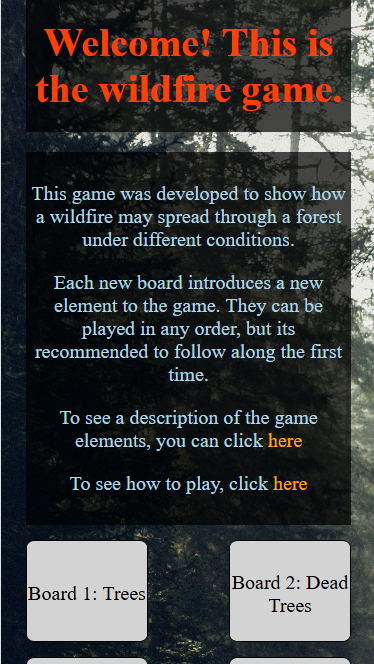 Welcome! This is
the wildfire game.
This game was developed to show how
a wildfire may spread through a forest
under different conditions.
Each new board introduces a new
element to the game. They can be
played in any order, but its
recommended to follow along the first
time.
To see a description of the game
elements, you can click here
To see how to play, click here
Board 1: Trees
Board 2: Dead
Trees